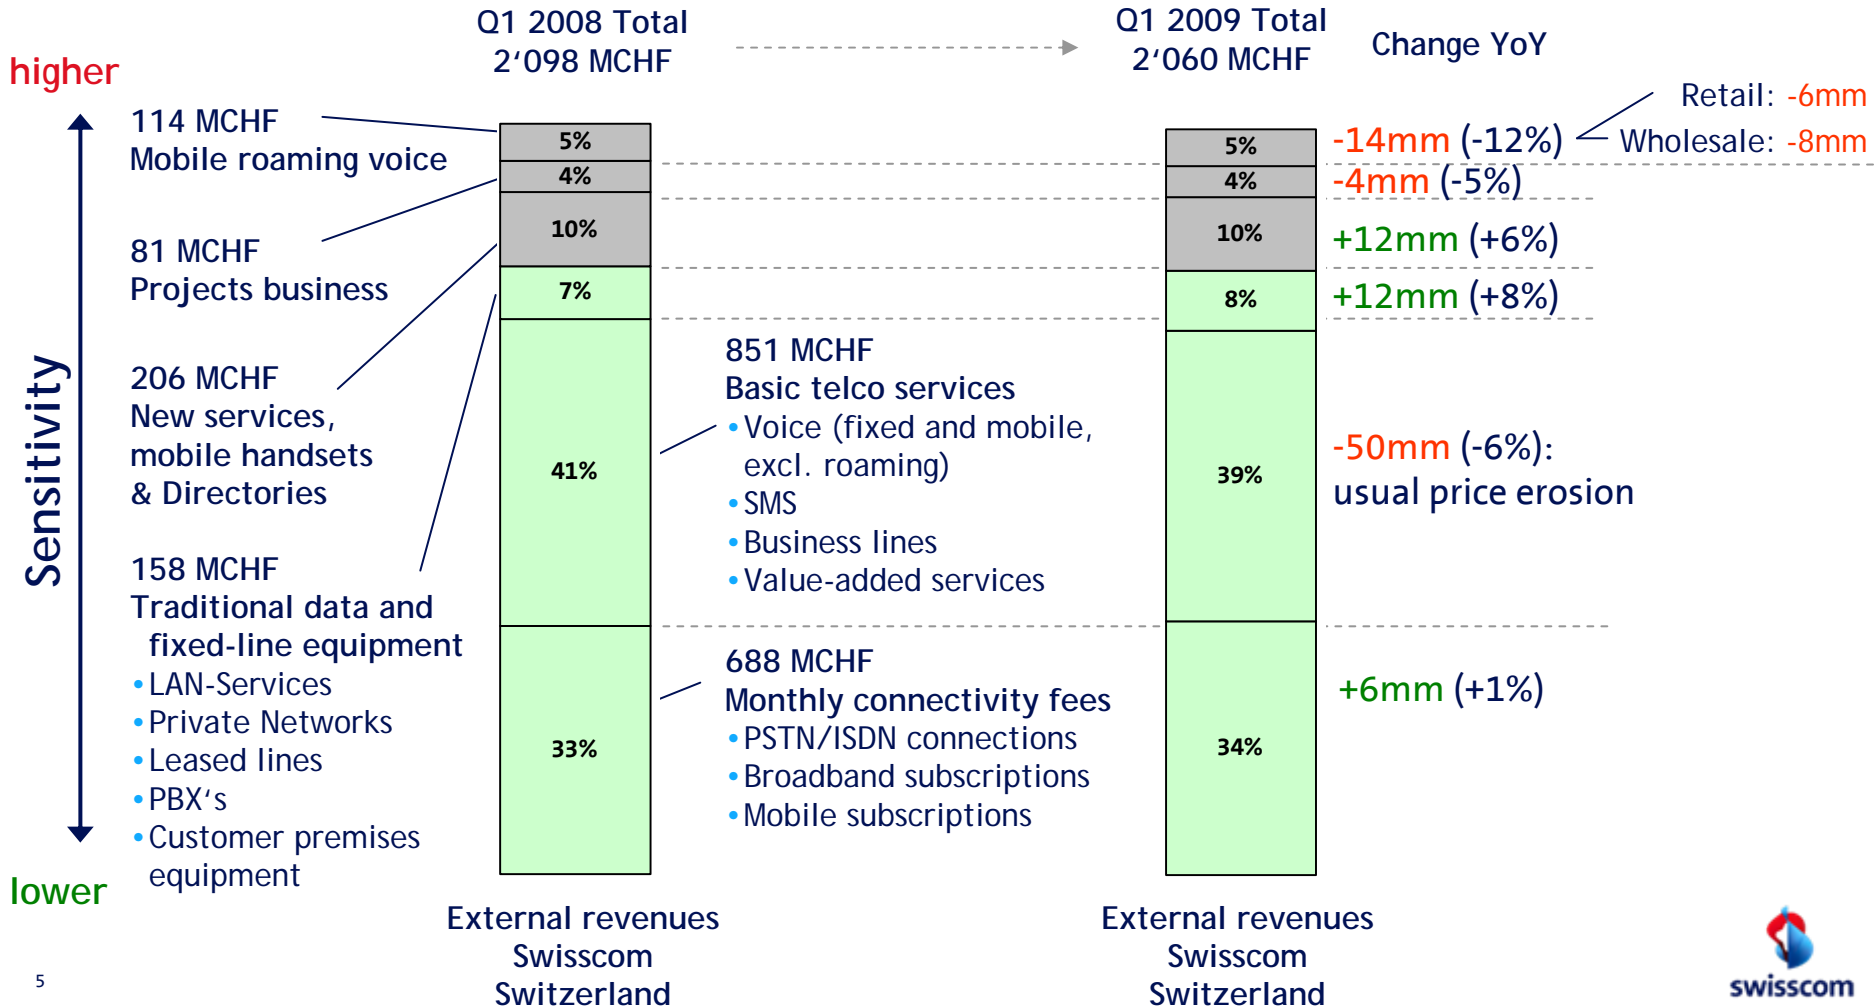 Q1 2008 Total
2‘098 MCHF
Q1 2009 Total
2‘060 MCHF
Change YoY
higher
Sensitivity
lower
114 MCHF
Mobile roaming voice
81 MCHF
Projects business
206 MCHF
New services,
mobile handsets
& Directories
158 MCHF
Traditional data and
fixed-line equipment
•LAN-Services
•Private Networks
•Leased lines
•PBX‘s
•Customer premises
equipment
5%
4%
10%
7%
41%
33%
External revenues
Swisscom
Switzerland
851 MCHF
Basic telco services
•Voice (fixed and mobile,
excl. roaming)
•SMS
•Business lines
•Value-added services
688 MCHF
Monthly connectivity fees
•PSTN/ISDN connections
•Broadband subscriptions
•Mobile subscriptions
5%
4%
10%
8%
39%
34%
External revenues
Swisscom
Switzerland
-14mm (-12%)
Retail: -6mm
Wholesale: -8mm
-4mm (-5%)
+12mm (+6%)
+12mm (+8%)
-50mm (-6%):
usual price erosion
+6mm (+1%)
5
swisscom